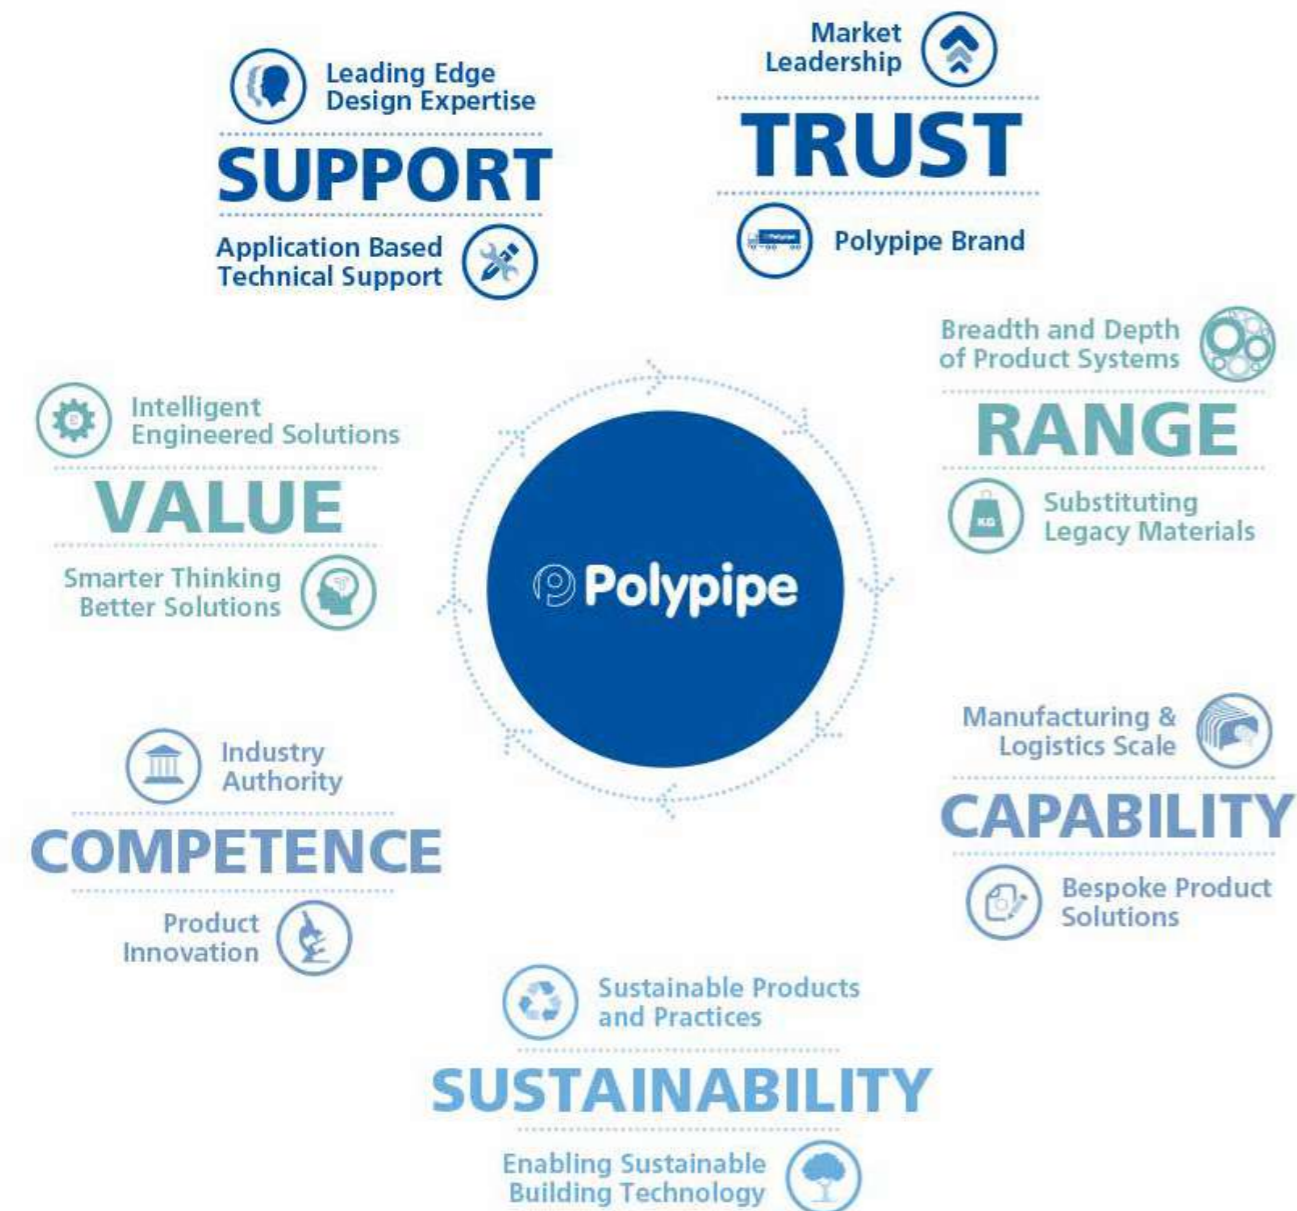 Leading Edge
Design Expertise
SUPPORT
Application Based
Technical Support
Market
Leadership
TRUST
Polypipe Brand
Breadth and Depth
of Product Systems
RANGE
KG
Substituting
Legacy Materials
Intelligent
Engineered Solutions
VALUE
Smarter Thinking
Better Solutions
Polypipe
Manufacturing &
Logistics Scale
CAPABILITY
Bespoke Product
Solutions
Industry
Authority
COMPETENCE
Product
Innovation
Sustainable Products
and Practices
SUSTAINABILITY
Enabling Sustainable
Building Technology